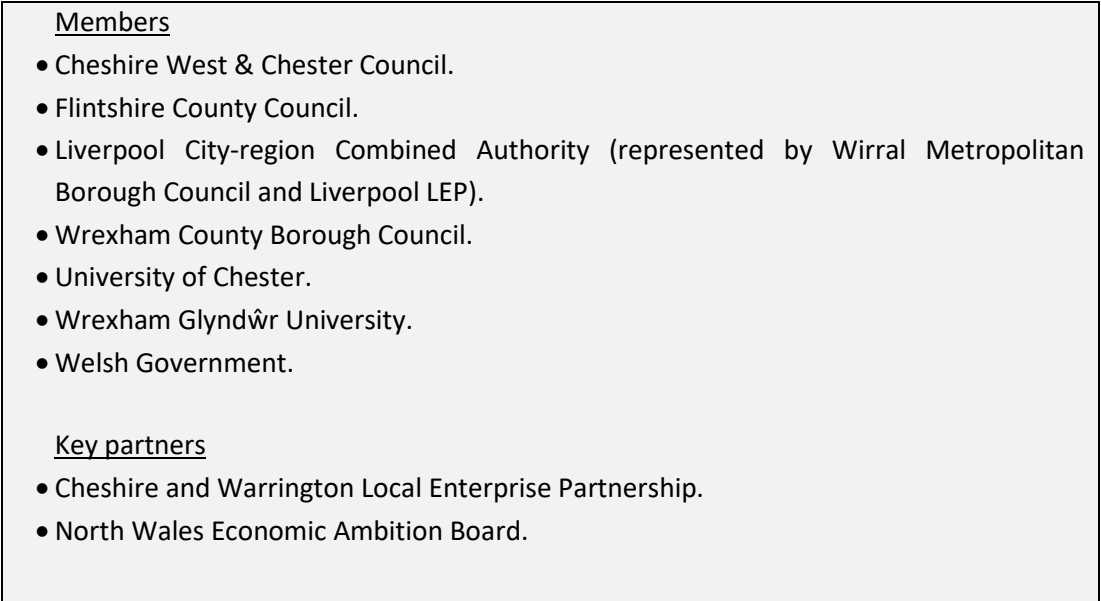 Members
• Cheshire West & Chester Council.
• Flintshire County Council.
• Liverpool City-region Combined Authority (represented by Wirral Metropolitan
Borough Council and Liverpool LEP).
• Wrexham County Borough Council.
• University of Chester.
• Wrexham Glyndŵr University.
• Welsh Government.
Key partners
• Cheshire and Warrington Local Enterprise Partnership.
• North Wales Economic Ambition Board.